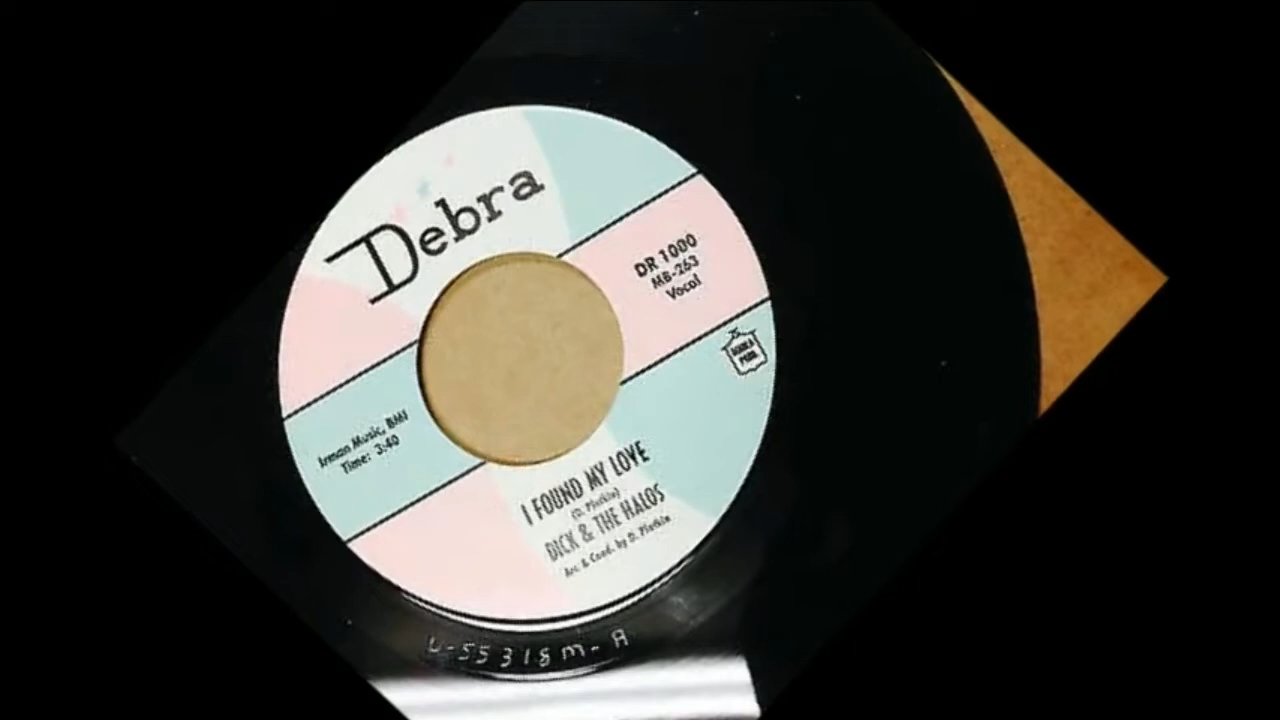 Debra
DR 1000
MB-263
Vocal
Irman Music, BMI
Time: 3:40
I FOUND MY LOVE
(D. Plotkin)
DICK & THE HALOS
Arr. & Cond. by D. Plotkin
L-55318m-A